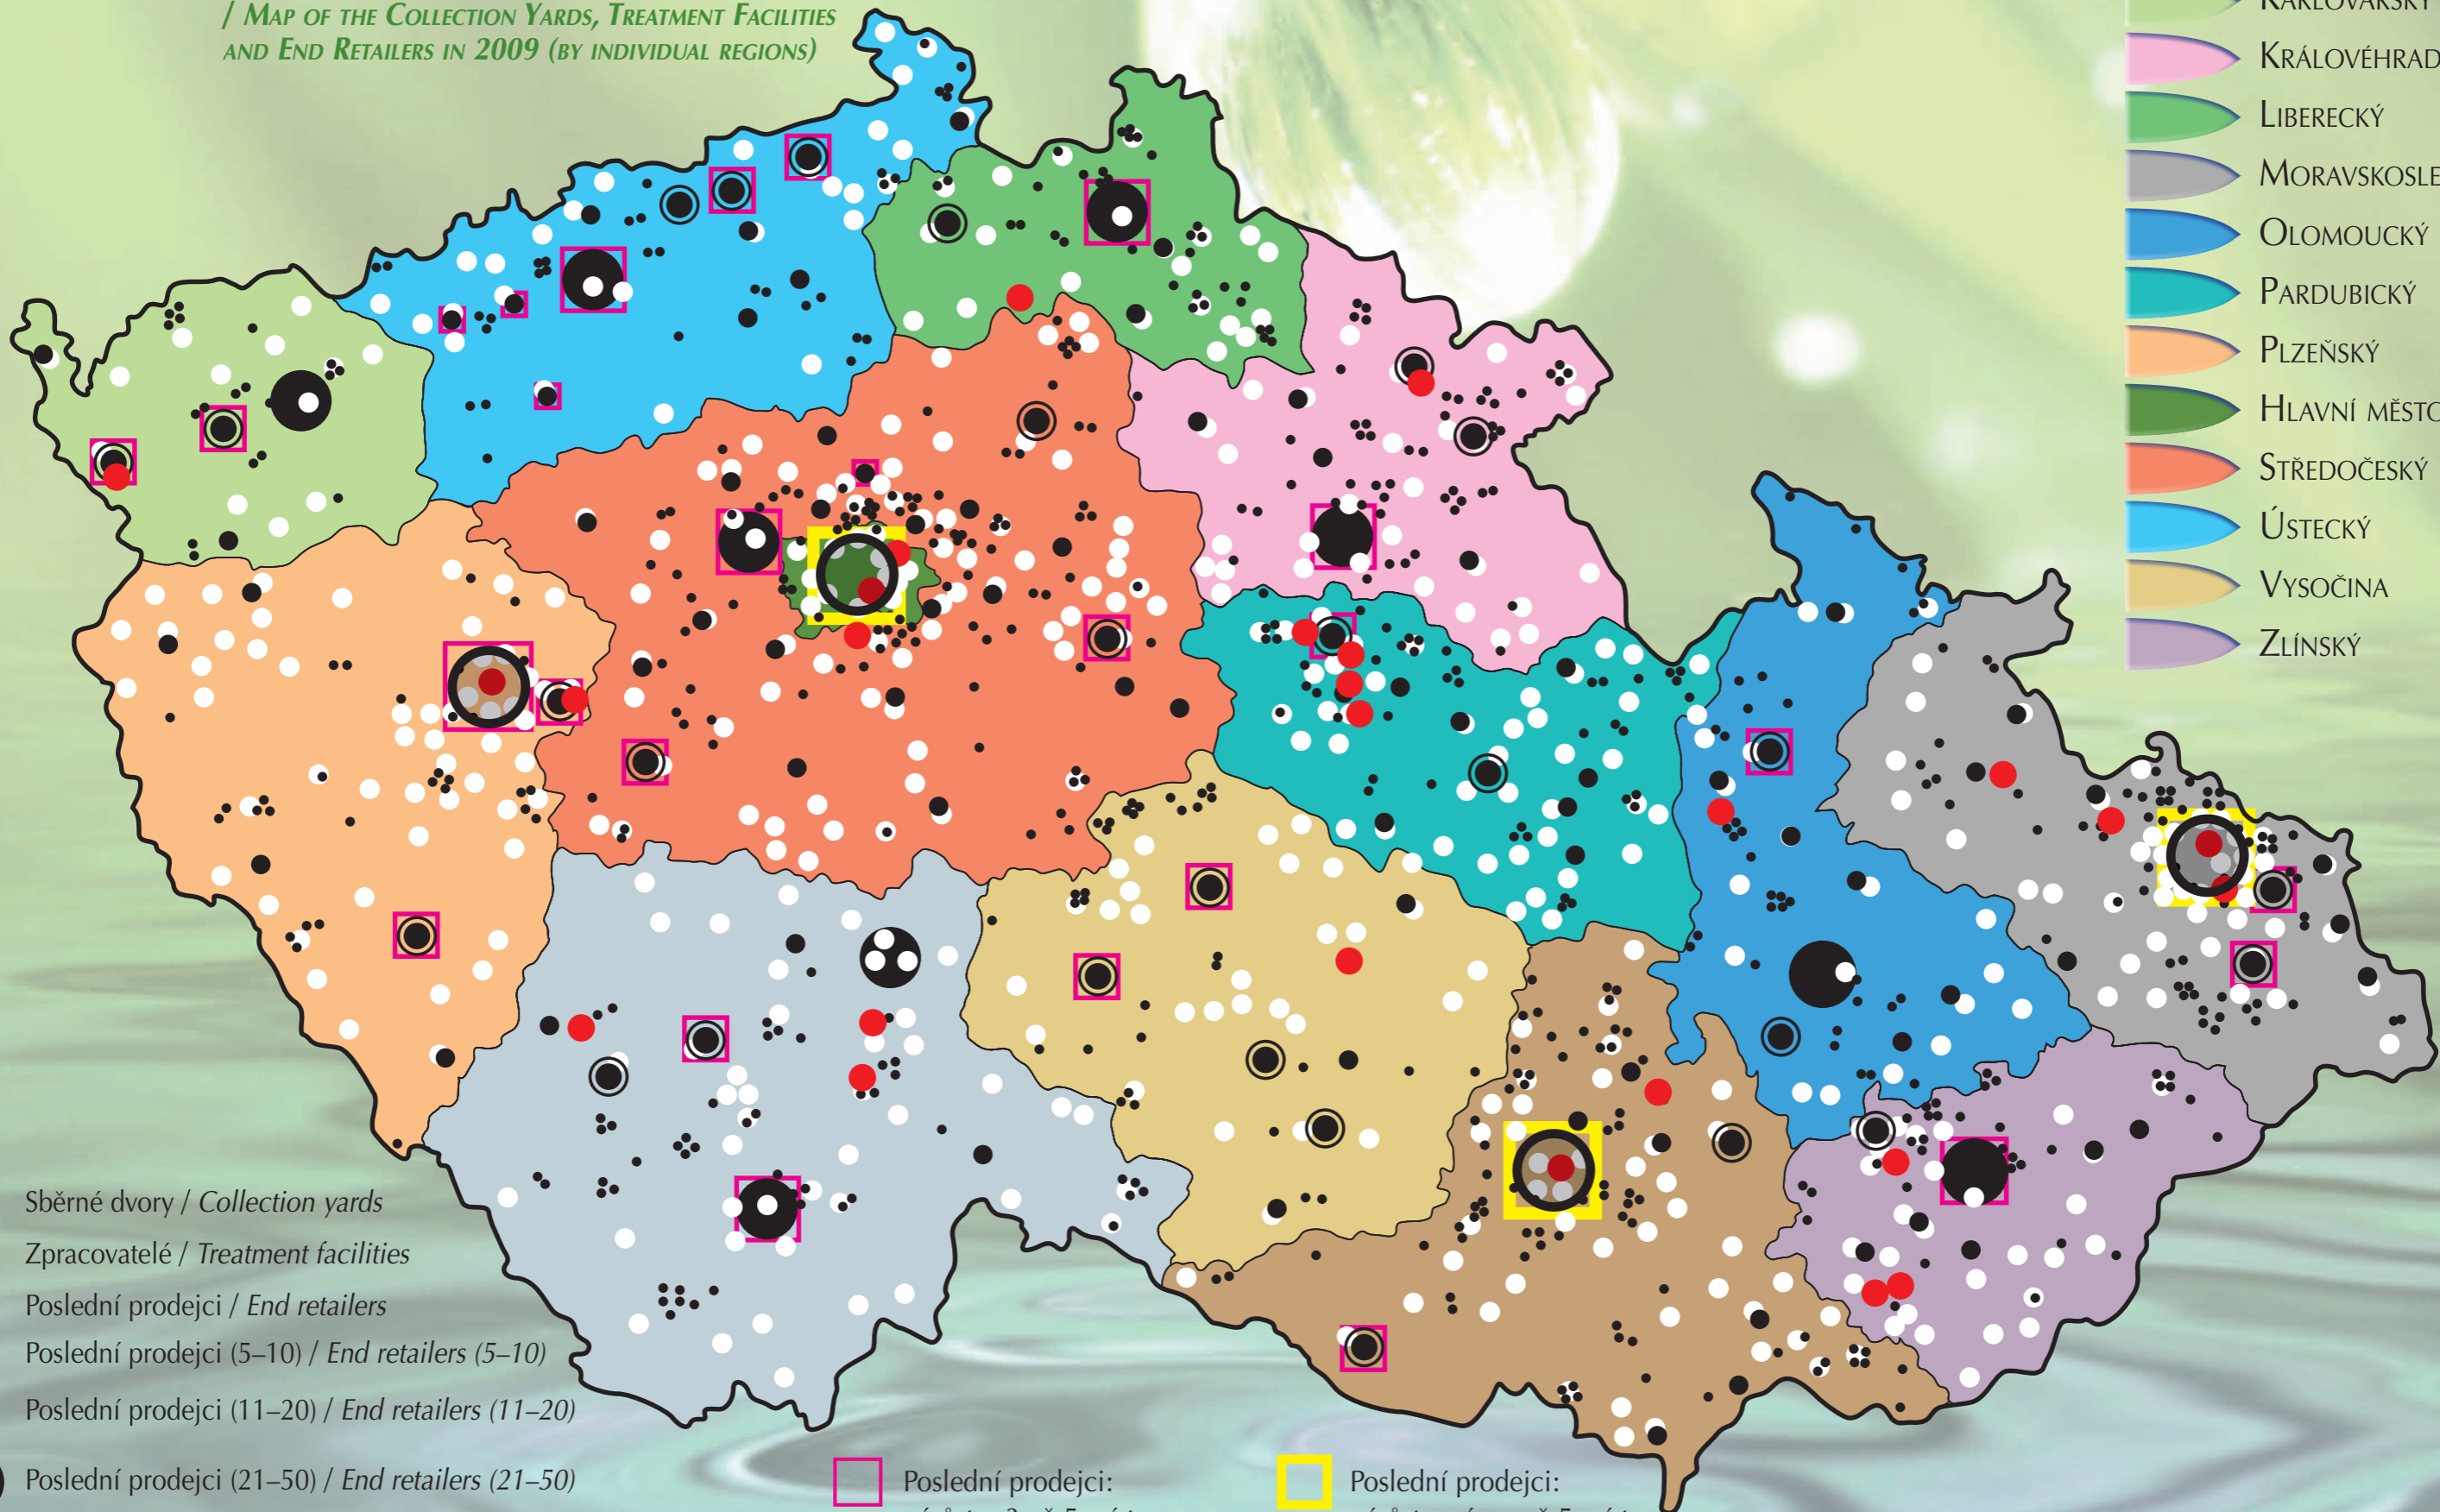 / Map of the Collection Yards, Treatment Facilities
and End Retailers in 2009 (by individual regions)
Královéhrad
Liberecký
Moravskosle
Olomoucký
Pardubický
Plzeňský
Hlavní město
Středočeský
Ústecký
Vysočina
Zlínský
Sběrné dvory / Collection yards
Zpracovatelé / Treatment facilities
Poslední prodejci / End retailers
Poslední prodejci (5–10) / End retailers (5–10)
Poslední prodejci (11–20) / End retailers (11–20)
Poslední prodejci (21–50) / End retailers (21–50)
Poslední prodejci:
Poslední prodejci: